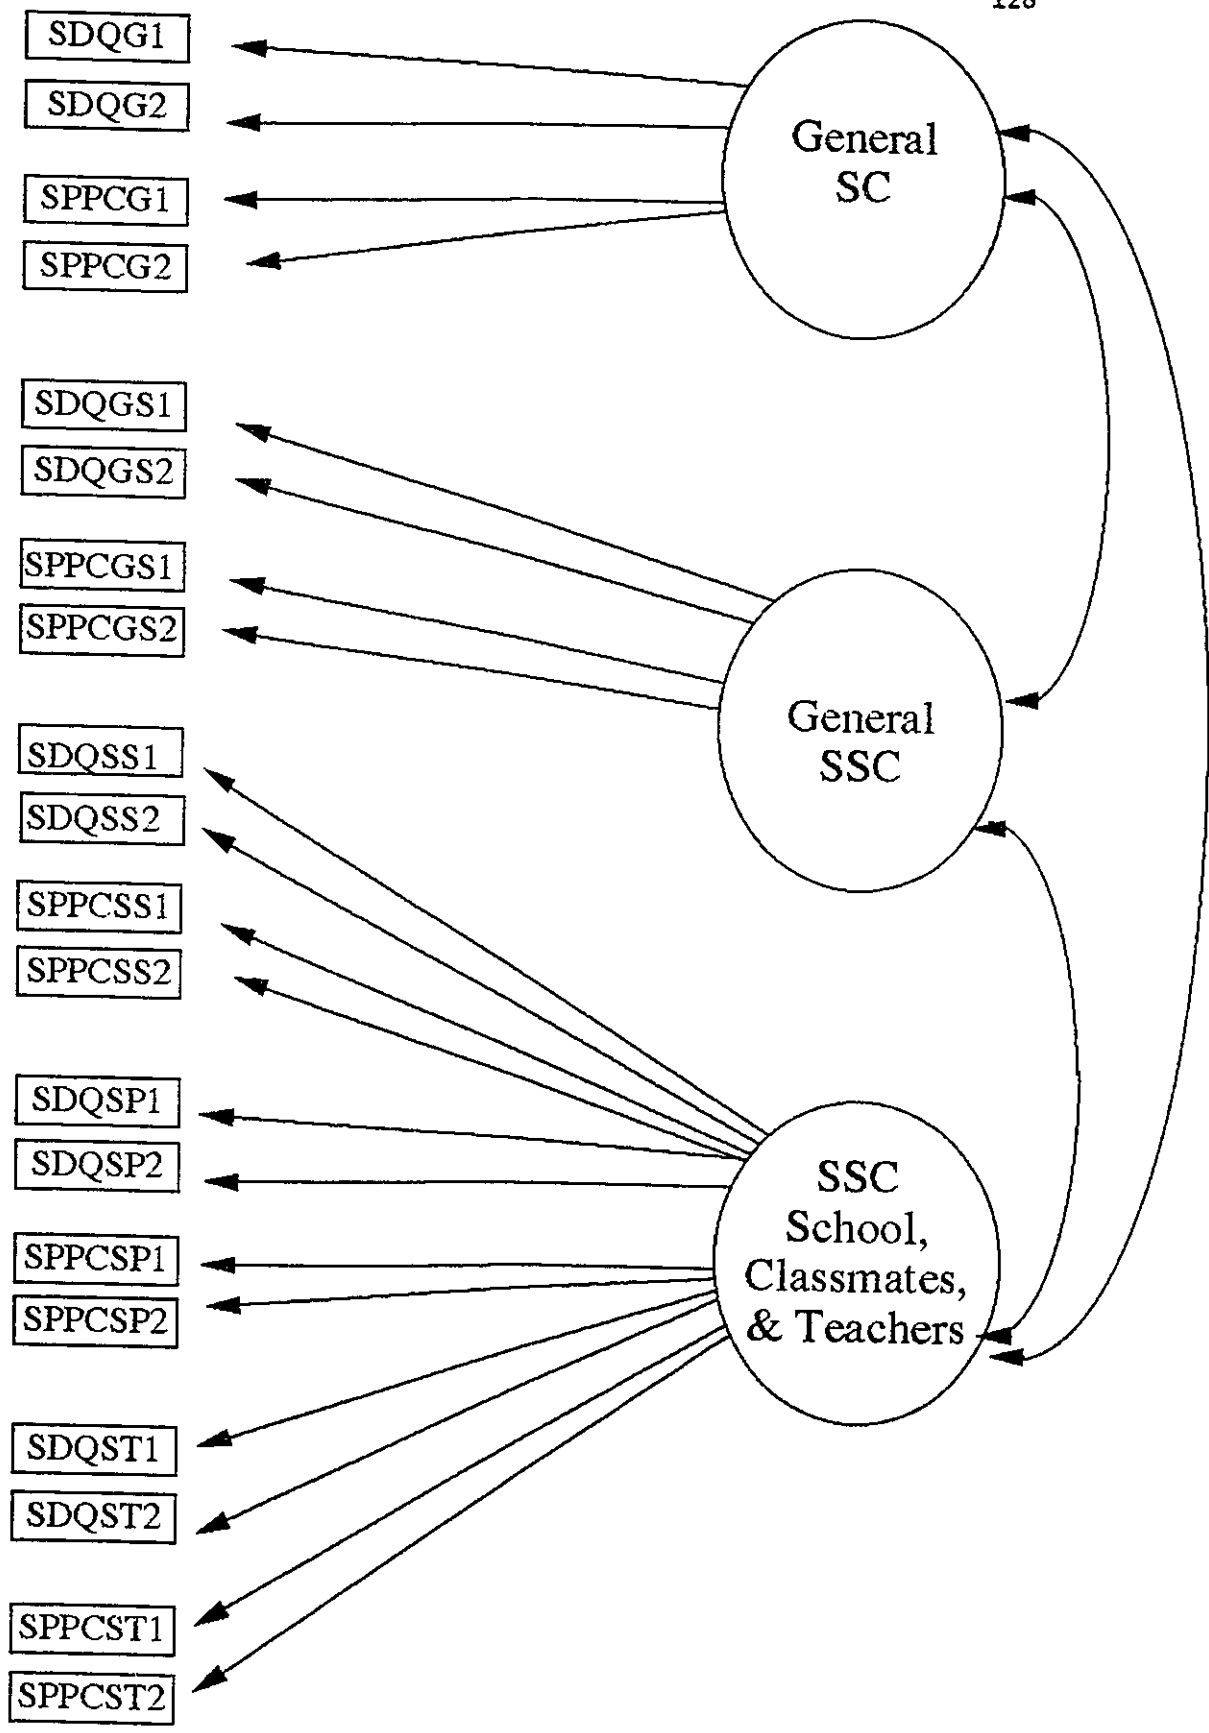 128
SDQG1
SDQG2
SPPCG1
SPPCG2
General
SC
SDQGS1
SDQGS2
SPPCGS1
SPPCGS2
General
SSC
SDQSS1
SDQSS2
SPPCSS1
SPPCSS2
SDQSP1
SDQSP2
SPPCSP1
SPPCSP2
SSC
School,
Classmates,
& Teachers
SDQST1
SDQST2
SPPCST1
SPPCST2